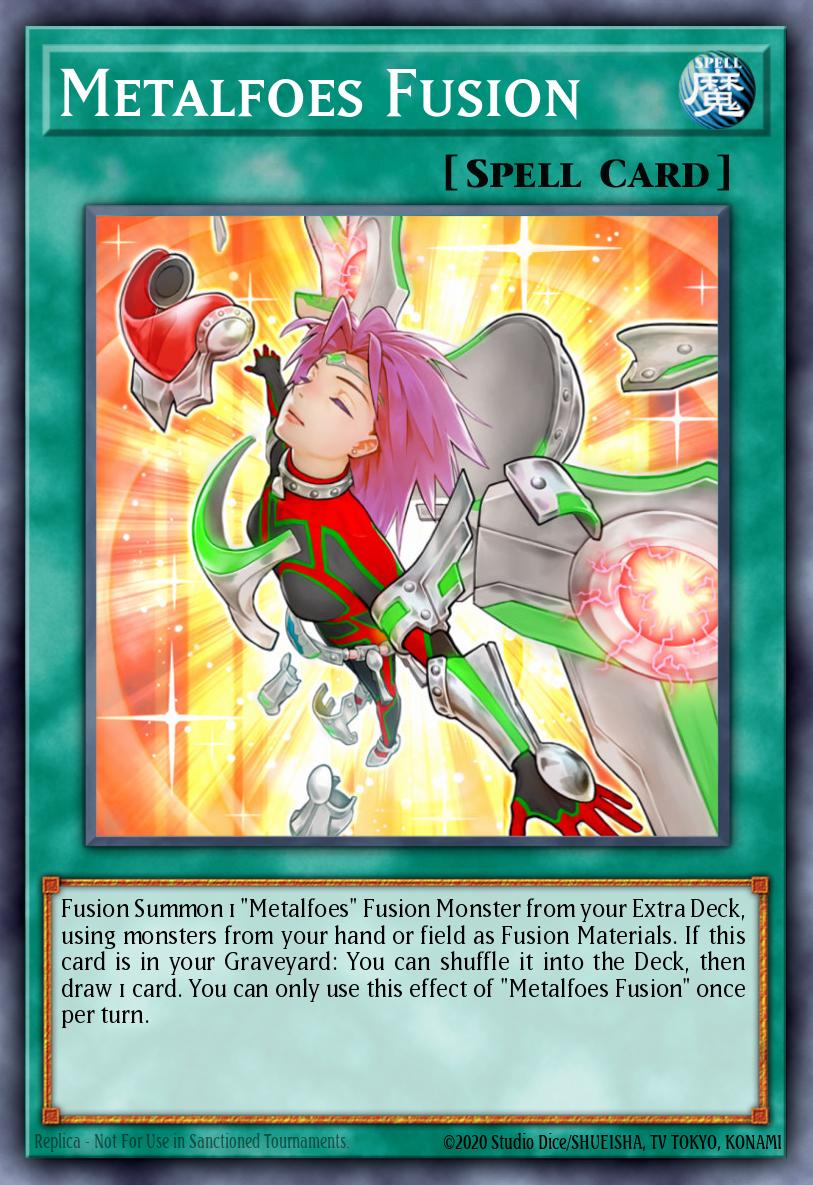 Metalfoes Fusion
SPELL
魔
[Spell Card]
Fusion Summon 1 "Metalfoes" Fusion Monster from your Extra Deck,
using monsters from your hand or field as Fusion Materials. If this
card is in your Graveyard: You can shuffle it into the Deck, then
draw 1 card. You can only use this effect of "Metalfoes Fusion" once
per turn.
Replica - Not For Use in Sanctioned Tournaments.
©2020 Studio Dice/SHUEISHA, TV TOKYO, KONAMI